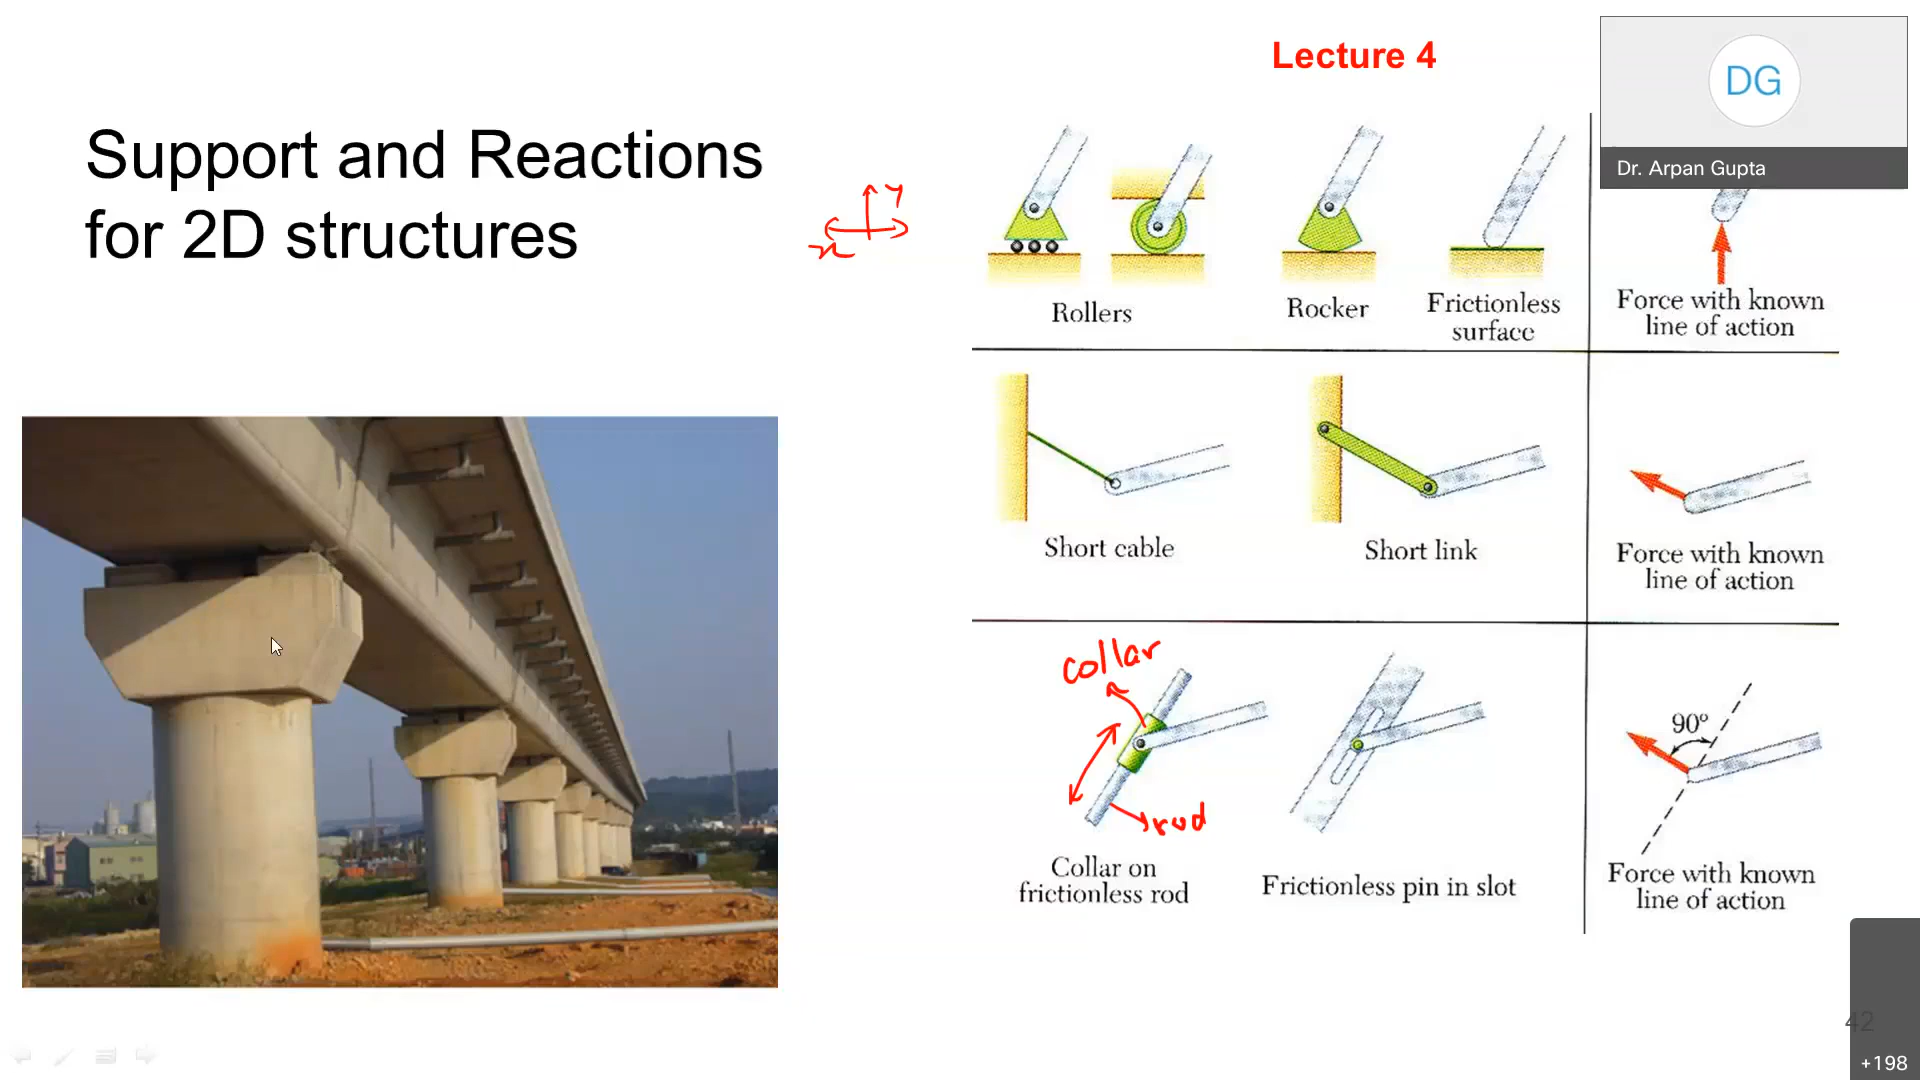 Lecture 4
DG
Dr. Arpan Gupta
Support and Reactions
for 2D structures
y
x
Rollers
Rocker
Frictionless
surface
Force with known
line of action
Short cable
Short link
Force with known
line of action
collar
rod
90°
Collar on
frictionless rod
Frictionless pin in slot
Force with known
line of action
42
+198